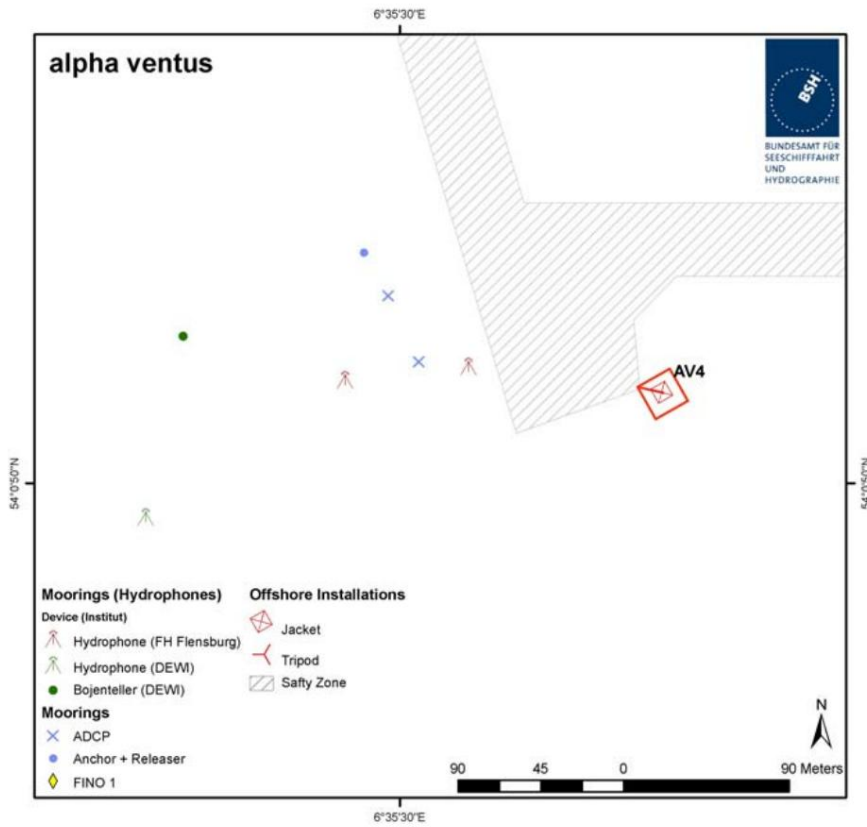 6°35'30"E
alpha ventus
BSH
BUNDESAMT FÜR
SEESCHIFFFAHRT
UND
HYDROGRAPHIE
AV4
54°0'50"N
54°0'50"N
Moorings (Hydrophones)
Device (Institut)
Hydrophone (FH Flensburg)
Hydrophone (DEWI)
Bojenteller (DEWI)
Moorings
ADCP
Anchor + Releaser
FINO 1
Offshore Installations
Jacket
Tripod
Safty Zone
N
90 45 0 90 Meters
6°35'30"E